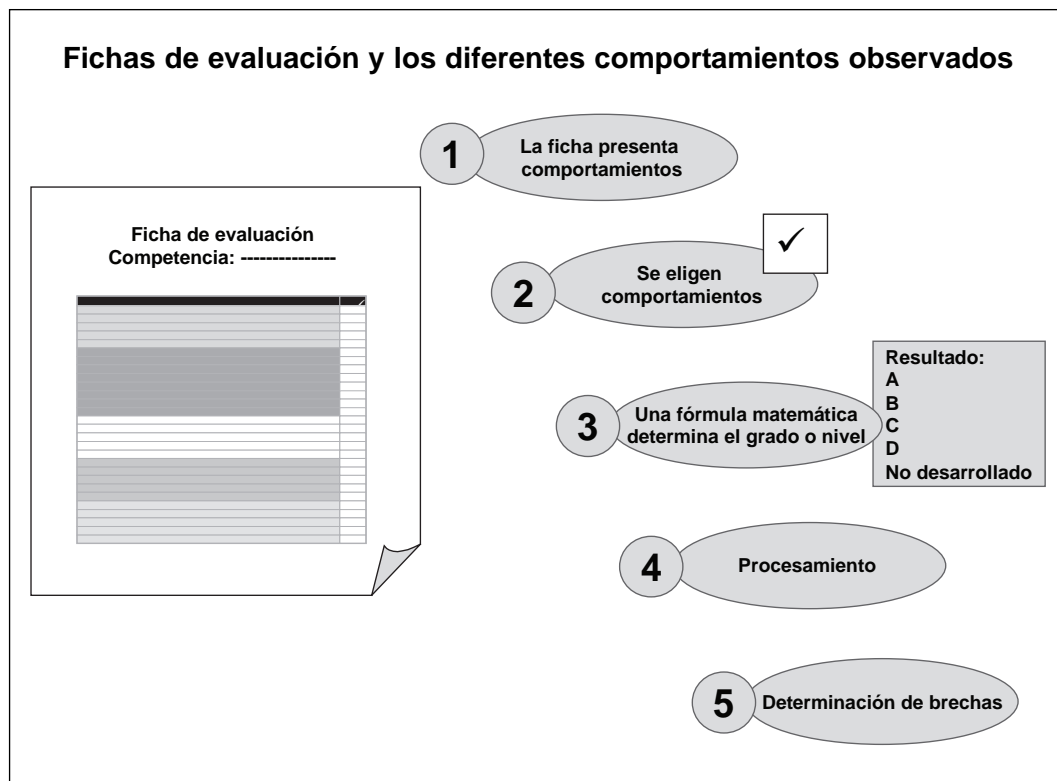 Fichas de evaluación y los diferentes comportamientos observados
Ficha de evaluación
Competencia: ---------------
1
La ficha presenta
comportamientos
2
Se eligen
comportamientos
✓
3
Una fórmula matemática
determina el grado o nivel
Resultado:
A
B
C
D
No desarrollado
4
Procesamiento
5
Determinación de brechas